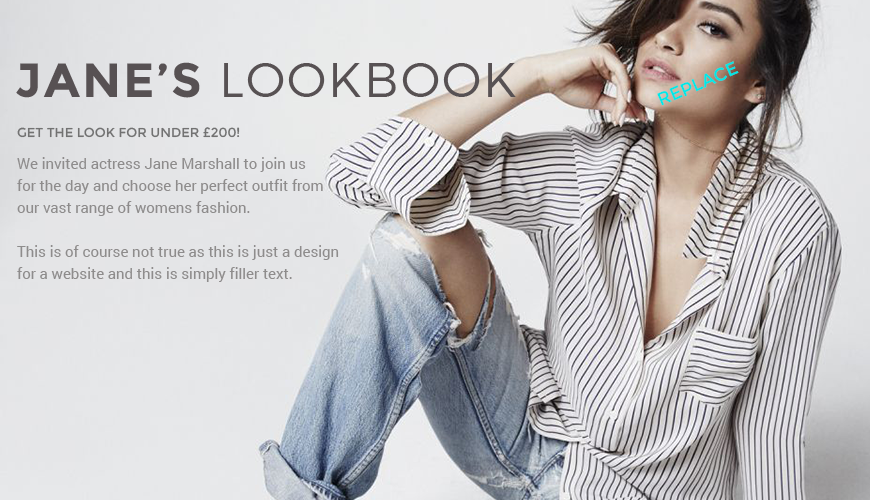 JANE'S LOOKBOOK
GET THE LOOK FOR UNDER £200!
We invited actress Jane Marshall to join us
for the day and choose her perfect outfit from
our vast range of womens fashion.
This is of course not true as this is just a design
for a website and this is simply filler text.
REPLACE